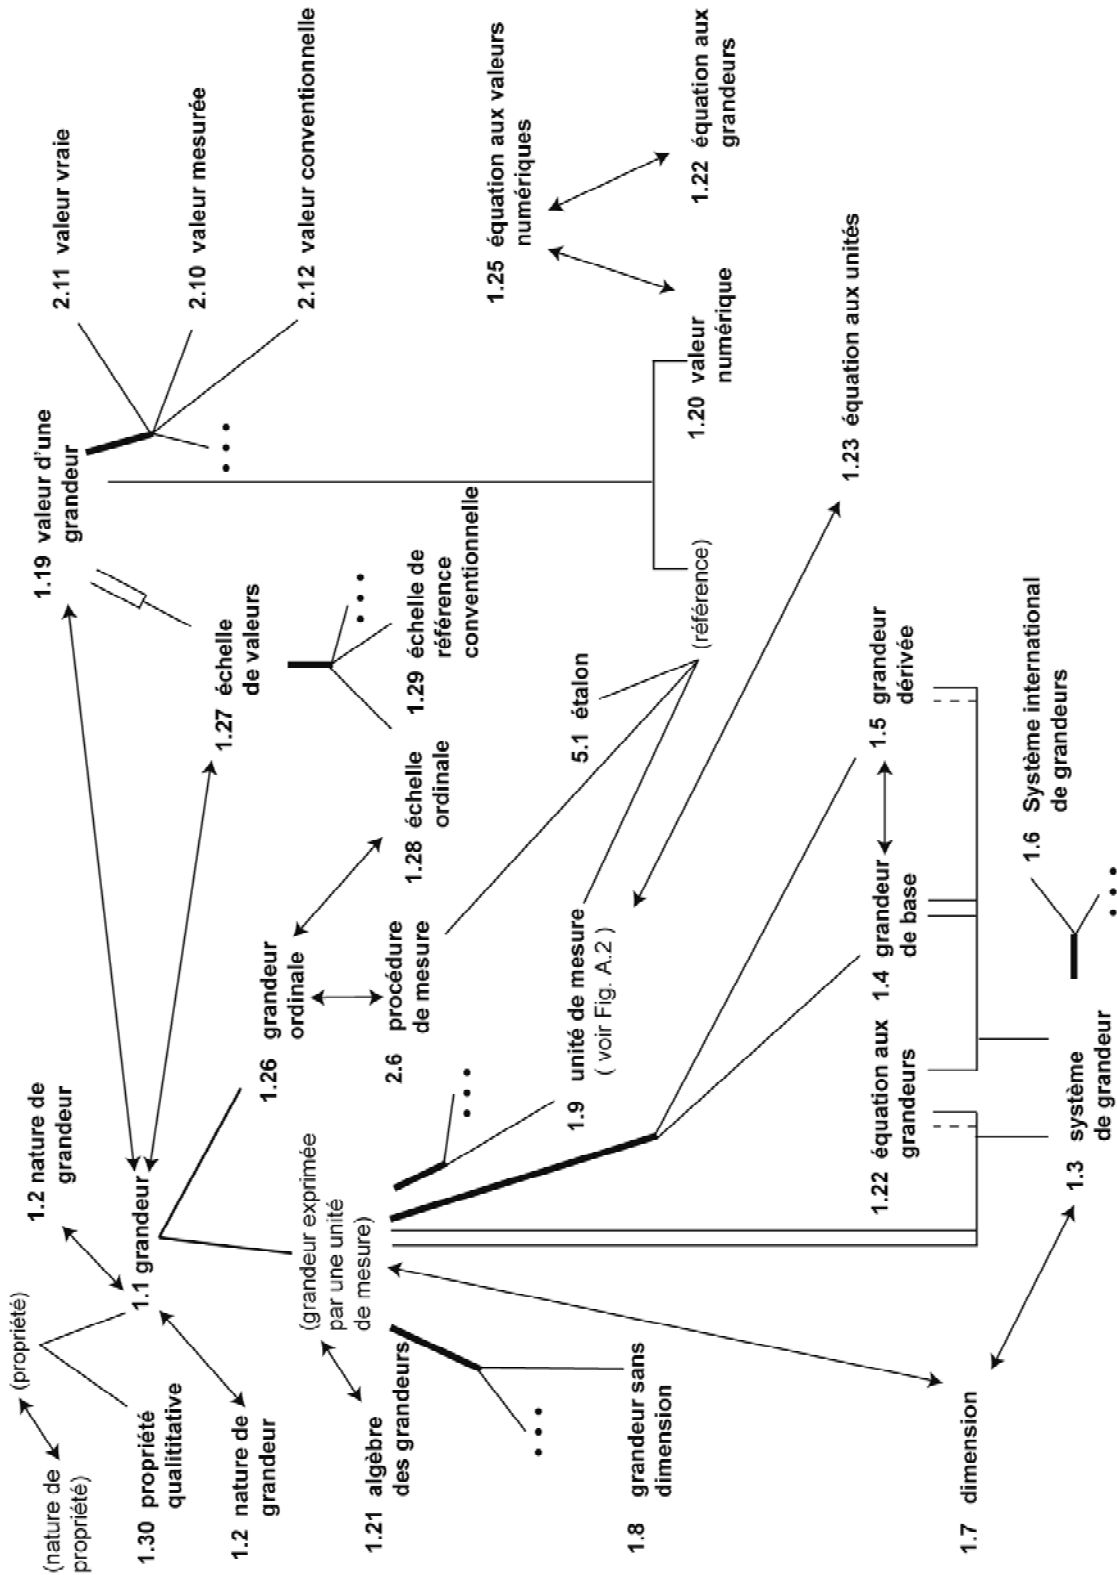 (nature de
propriété)
(propriété)
1.30 propriété
qualititative
1.2 nature de
grandeur
1.1 grandeur
1.2 nature de
grandeur
1.19 valeur d'une
grandeur
2.11 valeur vraie
2.10 valeur mesurée
2.12 valeur conventionnelle
1.27 échelle
de valeurs
1.26 grandeur
ordinale
1.28 échelle
ordinale
1.29 échelle de
référence
conventionnelle
(grandeur exprimée
par une unité
de mesure)
1.21 algèbre
des grandeurs
2.6 procédure
de mesure
5.1 étalon
1.25 équation aux valeurs
numériques
1.9 unité de mesure
( voir Fig. A.2 )
(référence)
1.20 valeur
numérique
1.22 équation aux
grandeurs
1.8 grandeur sans
dimension
1.23 équation aux unités
1.22 équation aux
grandeurs
1.4 grandeur
de base
1.5 grandeur
dérivée
1.7 dimension
1.3 système
de grandeur
1.6 Système international
de grandeurs